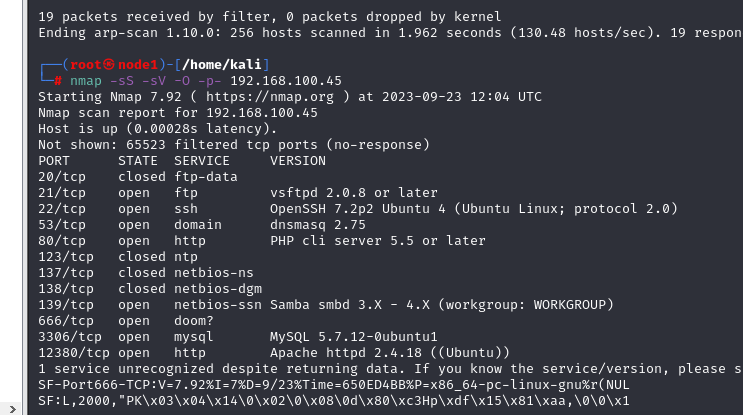 19 packets received by filter, 0 packets dropped by kernel
Ending arp-scan 1.10.0: 256 hosts scanned in 1.962 seconds (130.48 hosts/sec). 19 respon
┌──(root㉿node1)-[/home/kali]
└─# nmap -sS -sV -O -p- 192.168.100.45
Starting Nmap 7.92 ( https://nmap.org ) at 2023-09-23 12:04 UTC
Nmap scan report for 192.168.100.45
Host is up (0.00028s latency).
Not shown: 65523 filtered tcp ports (no-response)
PORT      STATE  SERVICE     VERSION
20/tcp    closed ftp-data
21/tcp    open   ftp         vsftpd 2.0.8 or later
22/tcp    open   ssh         OpenSSH 7.2p2 Ubuntu 4 (Ubuntu Linux; protocol 2.0)
53/tcp    open   domain      dnsmasq 2.75
80/tcp    open   http        PHP cli server 5.5 or later
123/tcp   closed ntp
137/tcp   closed netbios-ns
138/tcp   closed netbios-dgm
139/tcp   open   netbios-ssn Samba smbd 3.X - 4.X (workgroup: WORKGROUP)
666/tcp   open   doom?
3306/tcp  open   mysql       MySQL 5.7.12-0ubuntu1
12380/tcp open   http        Apache httpd 2.4.18 ((Ubuntu))
1 service unrecognized despite returning data. If you know the service/version, please s
SF-Port666-TCP:V=7.92%I=7%D=9/23%Time=650ED4BB%P=x86_64-pc-linux-gnu%r(NUL
SF:L,2000,"PK\x03\x04\x14\0\x02\0\x08\0d\x80\xc3Hp\xdf\x15\x81\xaa,\0\0\x1